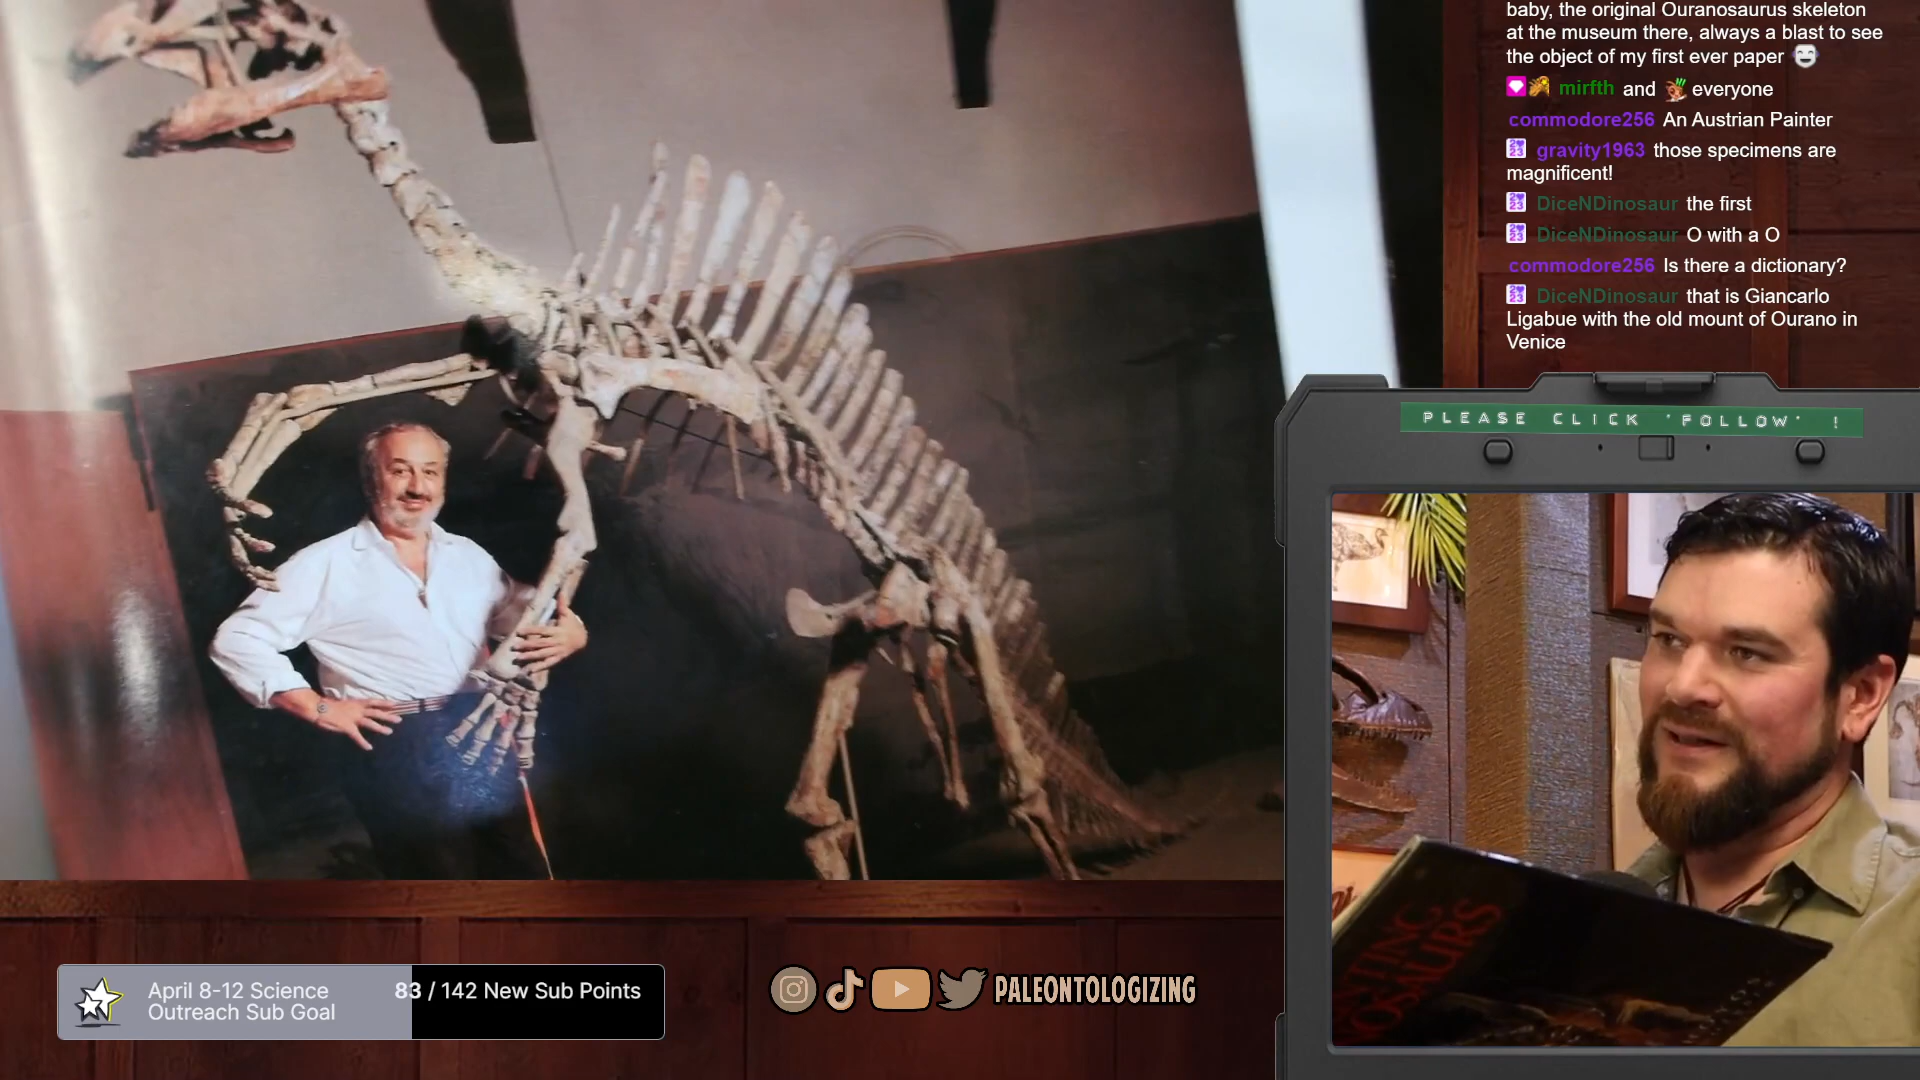 baby, the original Ouranosaurus skeleton
at the museum there, always a blast to see
the object of my first ever paper
mirfth and everyone
commodore256 An Austrian Painter
gravity1963 those specimens are
magnificent!
DiceNDinosaur the first
DiceNDinosaur O with a O
commodore256 Is there a dictionary?
DiceNDinosaur that is Giancarlo
Ligabue with the old mount of Ourano in
Venice
PLEASE CLICK "FOLLOW" !
April 8-12 Science
Outreach Sub Goal
83 / 142 New Sub Points
PALEONTOLOGIZING